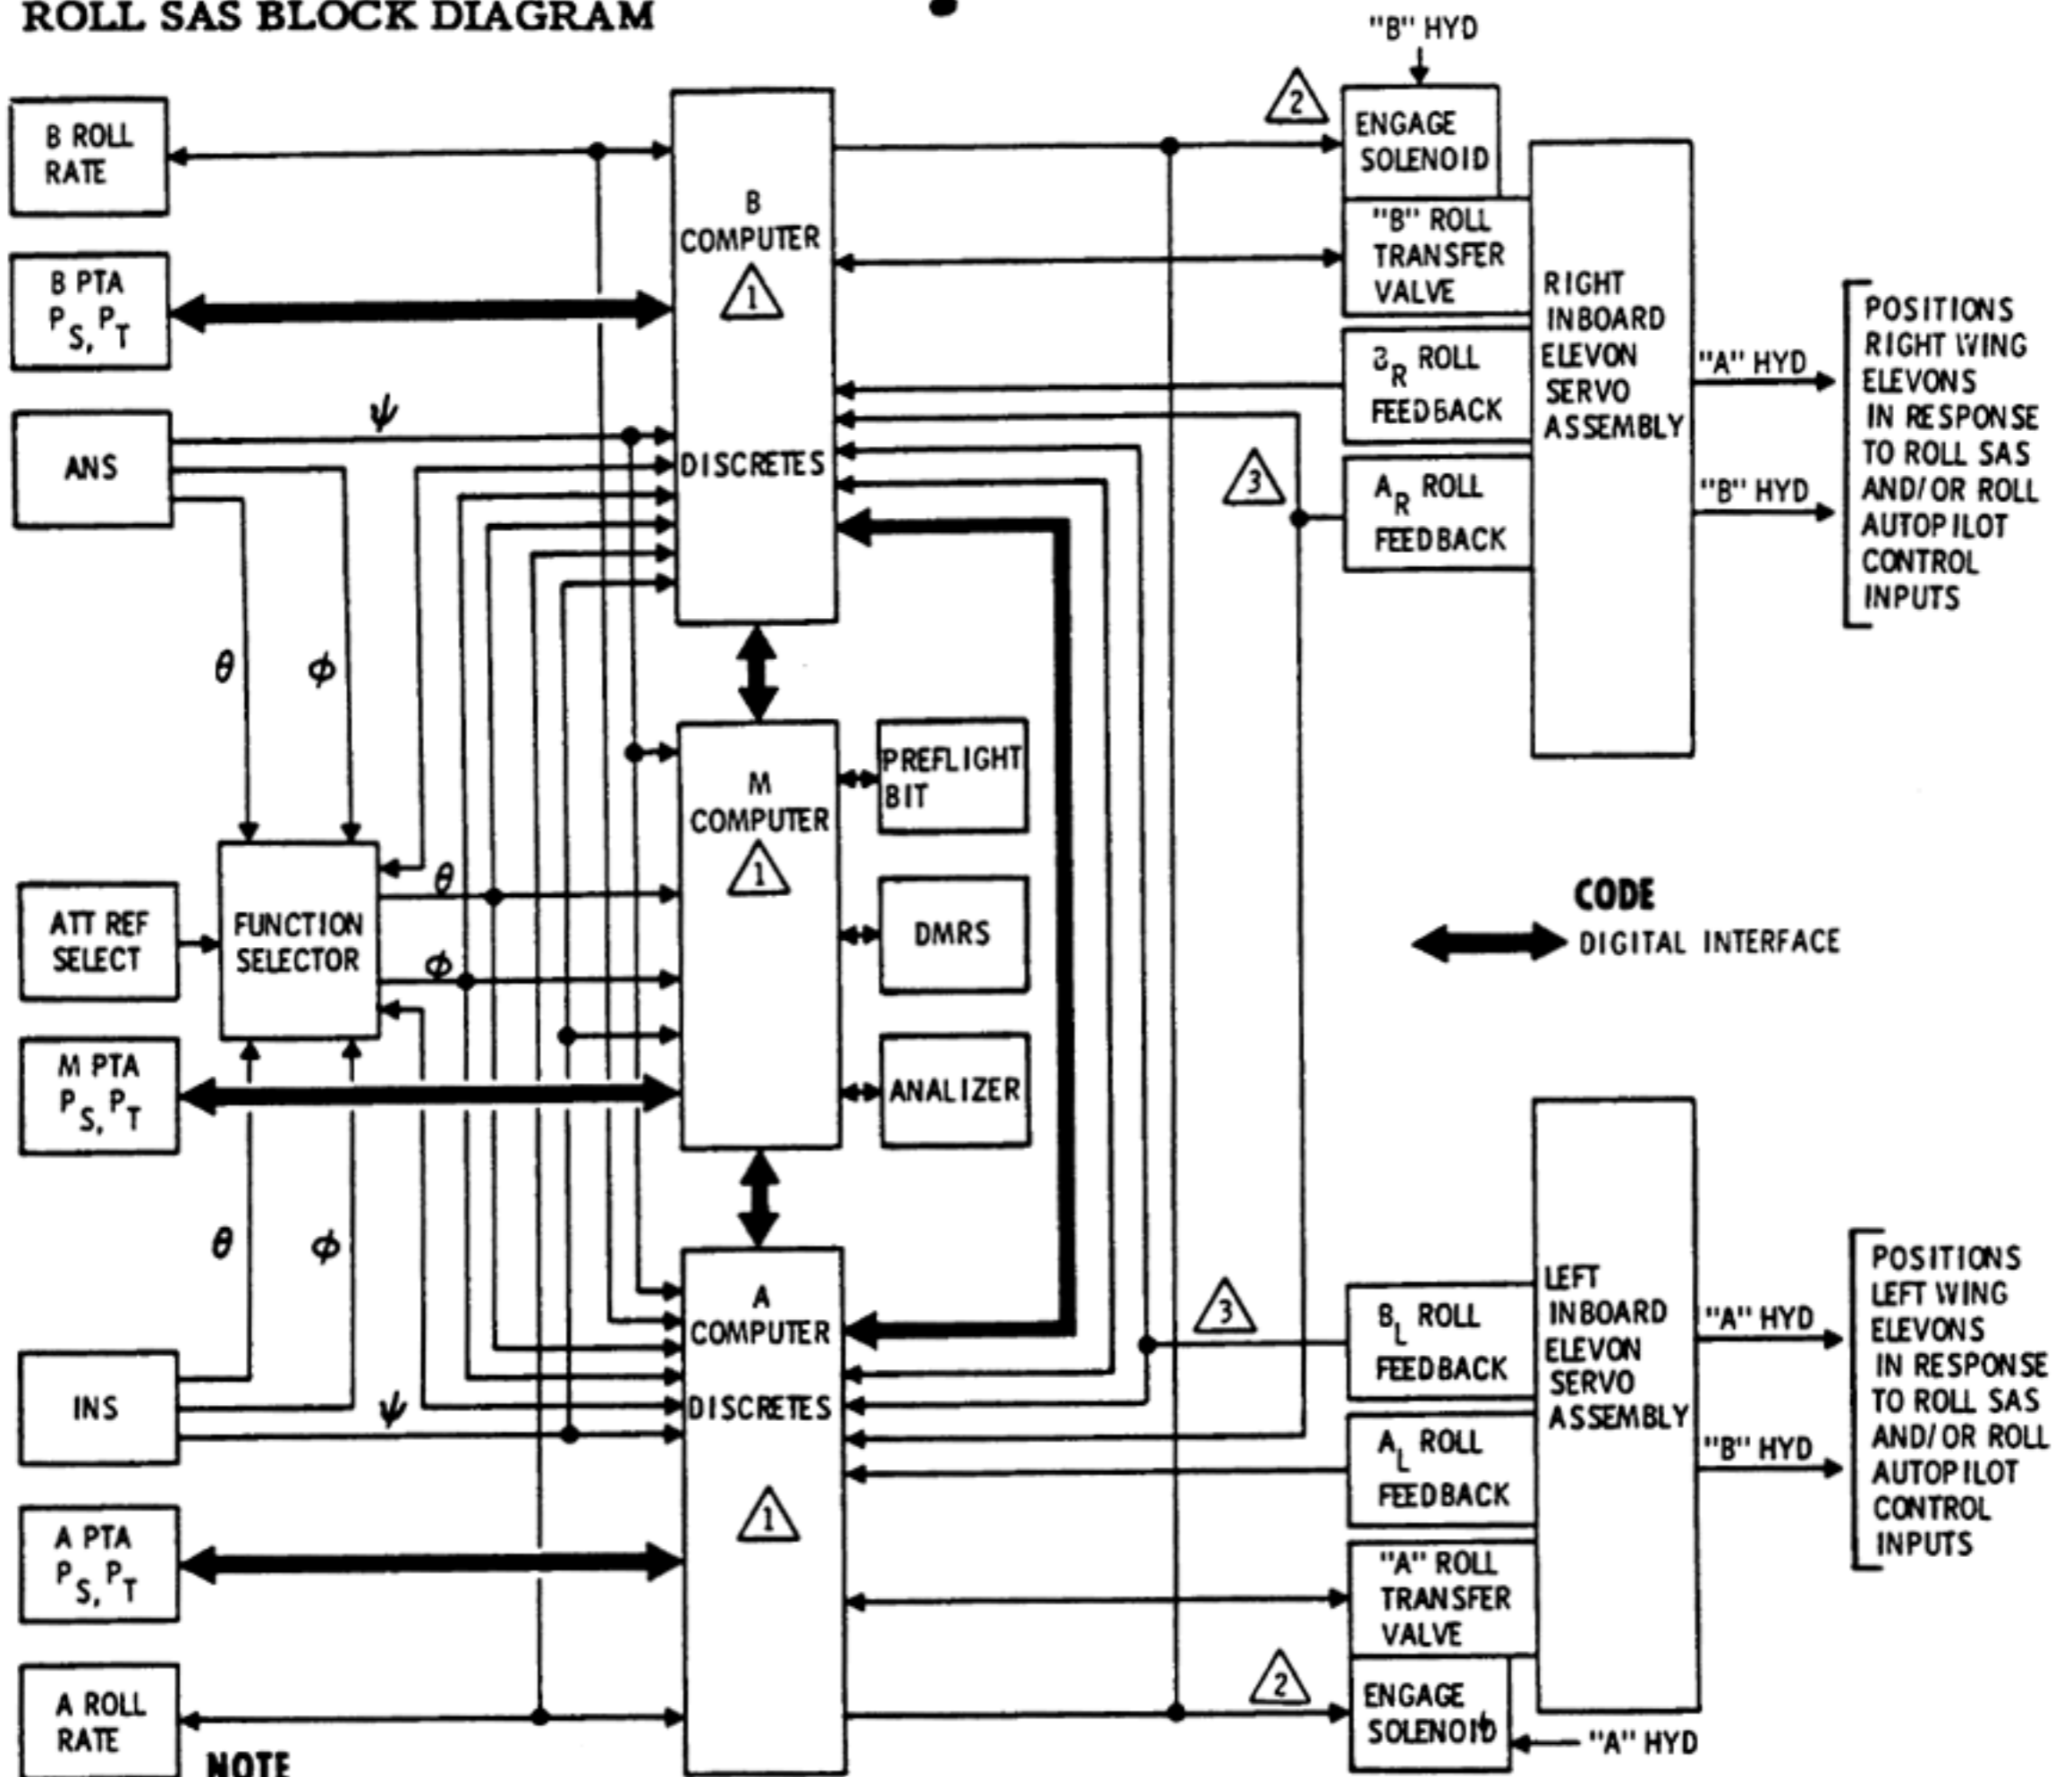 ROLL SAS BLOCK DIAGRAM
"B" HYD
B ROLL
RATE
B PTA
PS, PT
ANS
ψ
θ
φ
ATT REF
SELECT
FUNCTION
SELECTOR
θ
φ
M PTA
PS, PT
θ
φ
INS
ψ
A PTA
PS, PT
A ROLL
RATE
NOTE
B
COMPUTER
1
DISCRETES
M
COMPUTER
1
PREFLIGHT
BIT
DMRS
ANALIZER
A
COMPUTER
DISCRETES
1
2
ENGAGE
SOLENOID
"B" ROLL
TRANSFER
VALVE
BR ROLL
FEEDBACK
3
AR ROLL
FEEDBACK
RIGHT
INBOARD
ELEVON
SERVO
ASSEMBLY
"A" HYD
"B" HYD
POSITIONS
RIGHT WING
ELEVONS
IN RESPONSE
TO ROLL SAS
AND/OR ROLL
AUTOPILOT
CONTROL
INPUTS
CODE
DIGITAL INTERFACE
3
BL ROLL
FEEDBACK
AL ROLL
FEEDBACK
"A" ROLL
TRANSFER
VALVE
2
ENGAGE
SOLENOID
"A" HYD
LEFT
INBOARD
ELEVON
SERVO
ASSEMBLY
"A" HYD
"B" HYD
POSITIONS
LEFT WING
ELEVONS
IN RESPONSE
TO ROLL SAS
AND/OR ROLL
AUTOPILOT
CONTROL
INPUTS